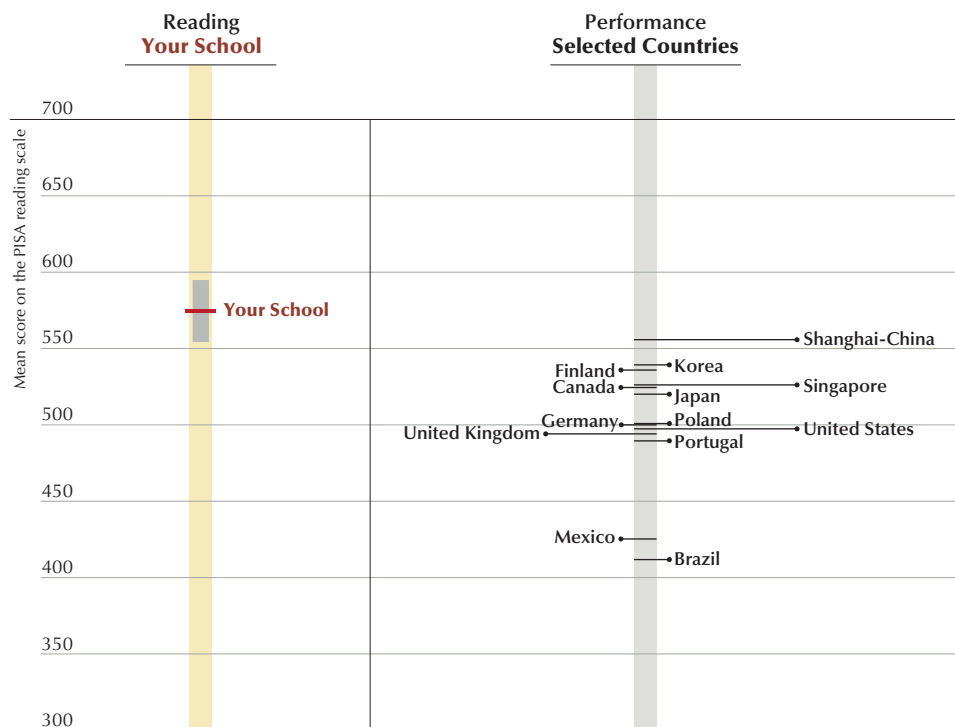 Reading
Your School
Performance
Selected Countries
Mean score on the PISA reading scale
700
650
600
550
500
450
400
350
300
Your School
Shanghai-China
Korea
Finland
Canada
Singapore
Japan
Germany
Poland
United Kingdom
United States
Portugal
Mexico
Brazil